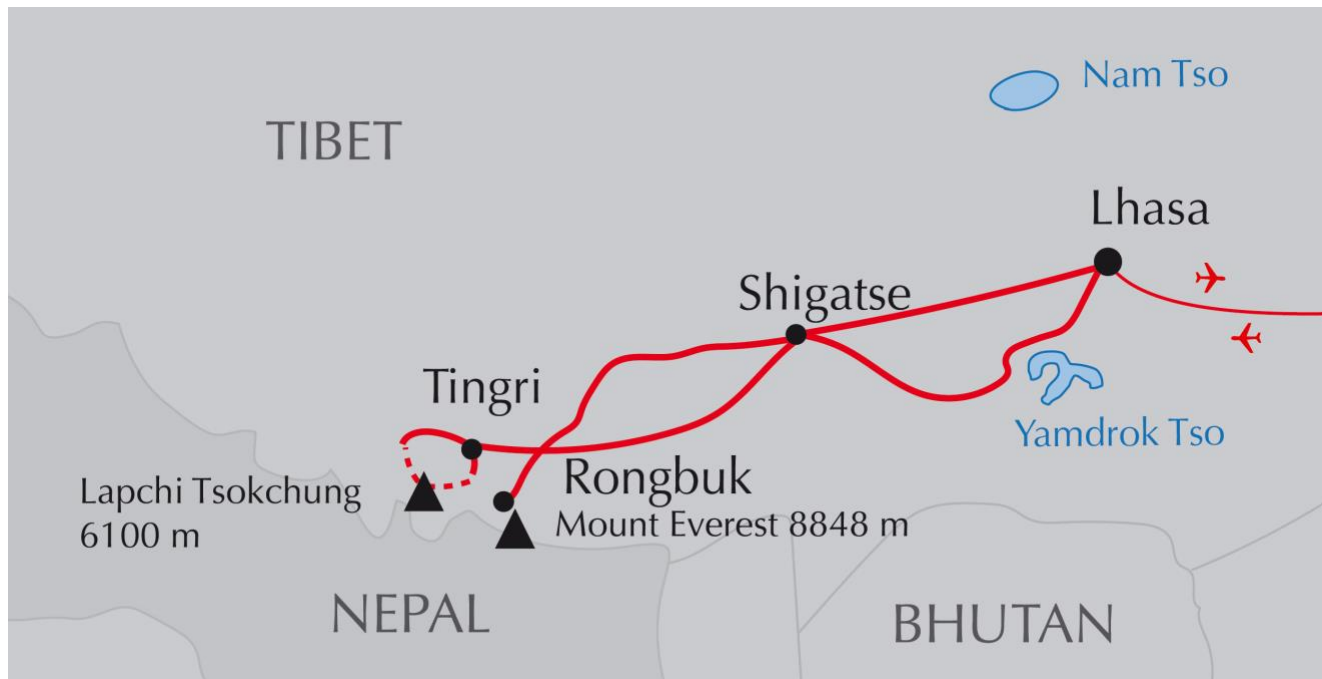 Nam Tso
TIBET
Lhasa
Shigatse
Tingri
Yamdrok Tso
Rongbuk
Lapchi Tsokchung
6100 m
Mount Everest 8848 m
NEPAL
BHUTAN